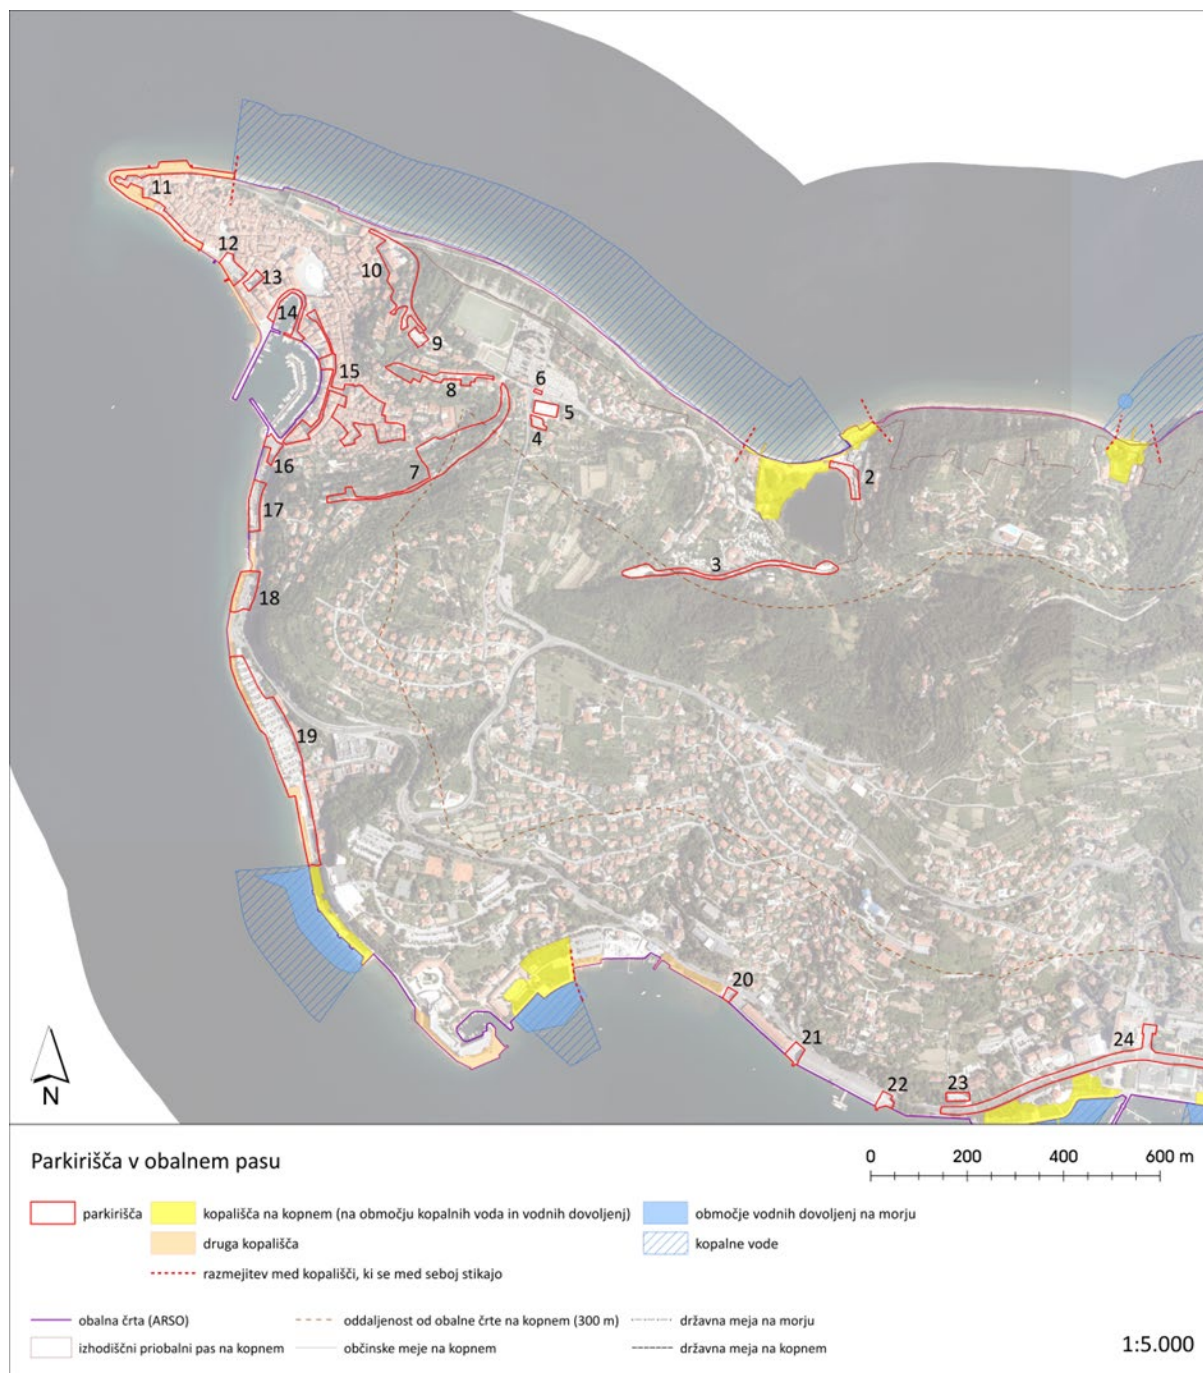 11
12
13
10
14
9
15
6
8
5
4
16
7
2
17
3
18
19
20
21
24
22
23
N
Parkirišča v obalnem pasu
0 200 400 600 m
parkirišča
kopališča na kopnem (na območju kopalnih voda in vodnih dovoljenj)
območje vodnih dovoljenj na morju
druga kopališča
kopalne vode
razmejitev med kopališči, ki se med seboj stikajo
obalna črta (ARSO)
oddaljenost od obalne črte na kopnem (300 m)
državna meja na morju
izhodiščni priobalni pas na kopnem
občinske meje na kopnem
državna meja na kopnem
1:5.000